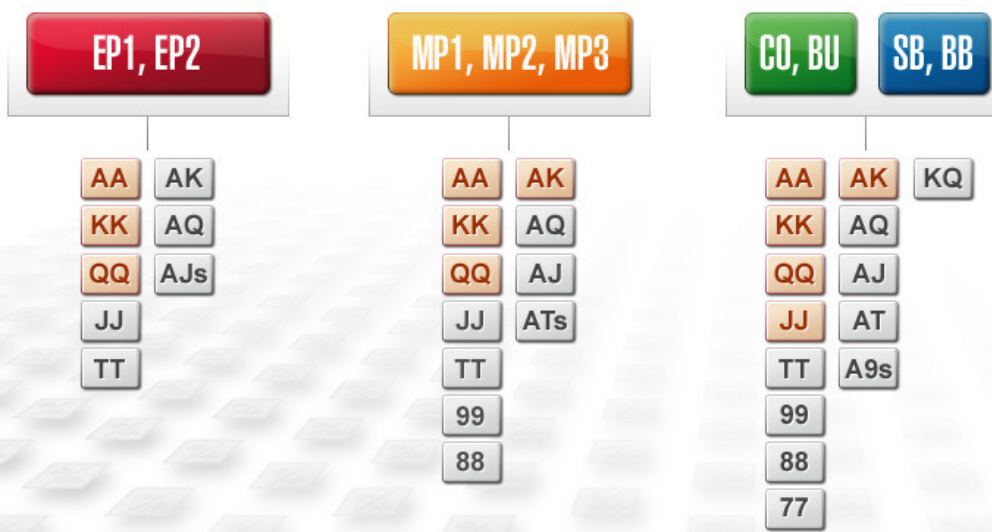 EP1, EP2
AA AK
KK AQ
QQ AJs
JJ
TT
MP1, MP2, MP3
AA AK
KK AQ
QQ AJ
JJ ATs
TT
99
88
CO, BU SB, BB
AA AK KQ
KK AQ
QQ AJ
JJ AT
TT A9s
99
88
77